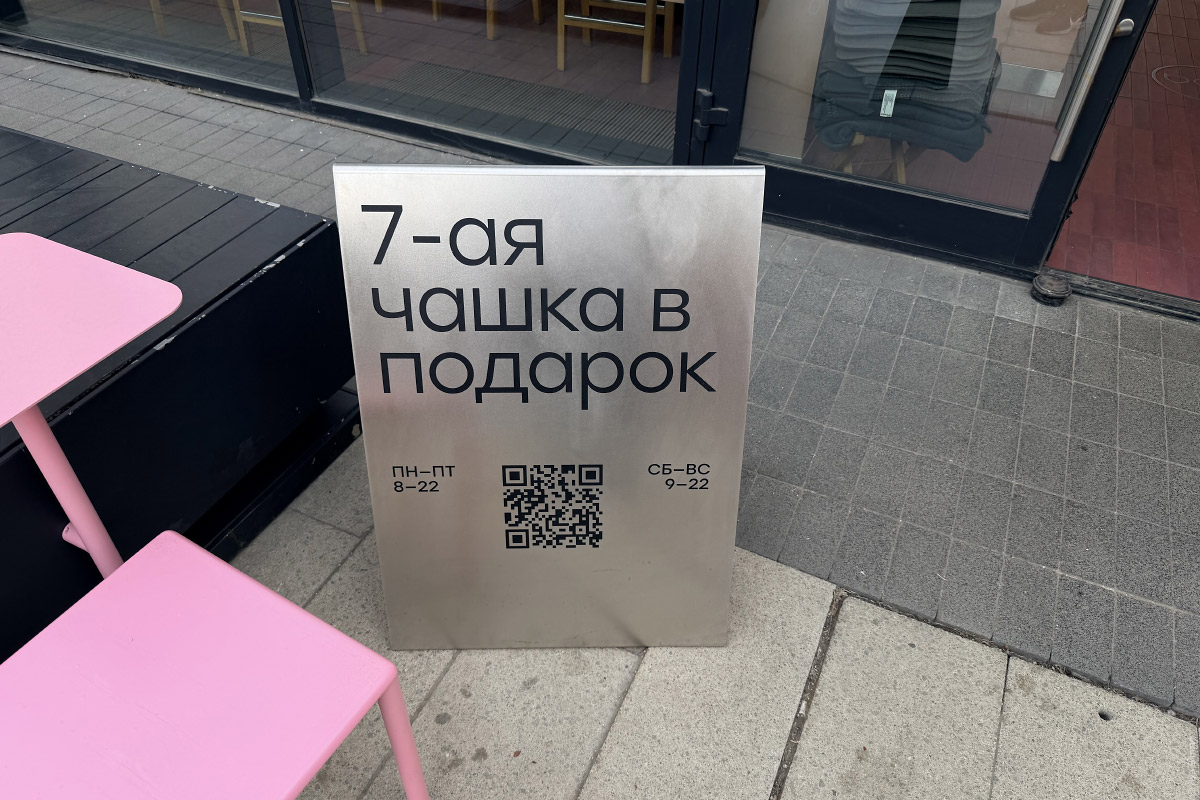 7-ая
чашка в
подарок
ПН–ПТ
8–22
СБ–ВС
9–22